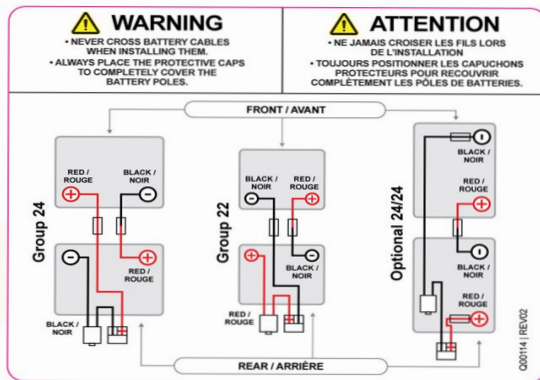 WARNING
• NEVER CROSS BATTERY CABLES
WHEN INSTALLING THEM.
• ALWAYS PLACE THE PROTECTIVE CAPS
TO COMPLETELY COVER THE
BATTERY POLES.
ATTENTION
• NE JAMAIS CROISER LES FILS LORS
DE L'INSTALLATION
• TOUJOURS POSITIONNER LES CAPUCHONS
PROTECTEURS POUR RECOUVRIR
COMPLÈTEMENT LES PÔLES DE BATTERIES.
FRONT / AVANT
Group 24
RED /
ROUGE
BLACK /
NOIR
RED /
ROUGE
BLACK /
NOIR
Group 22
BLACK /
NOIR
RED /
ROUGE
BLACK /
NOIR
RED /
ROUGE
Optional 24/24
BLACK /
NOIR
RED /
ROUGE
BLACK /
NOIR
RED /
ROUGE
REAR / ARRIÈRE
Q00114 | REV02